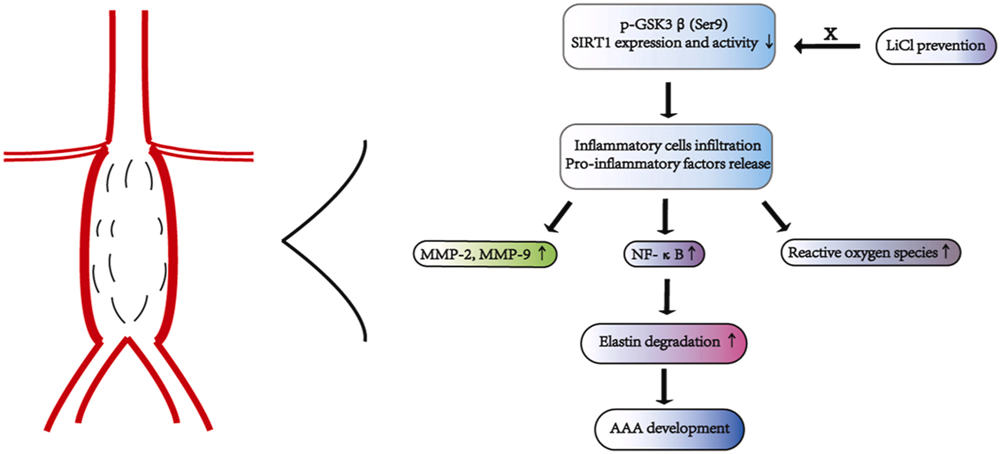 p-GSK3 β (Ser9)
SIRT1 expression and activity ↓
X
LiCl prevention
Inflammatory cells infiltration
Pro-inflammatory factors release
MMP-2, MMP-9 ↑
NF- κ B ↑
Reactive oxygen species ↑
Elastin degradation ↑
AAA development